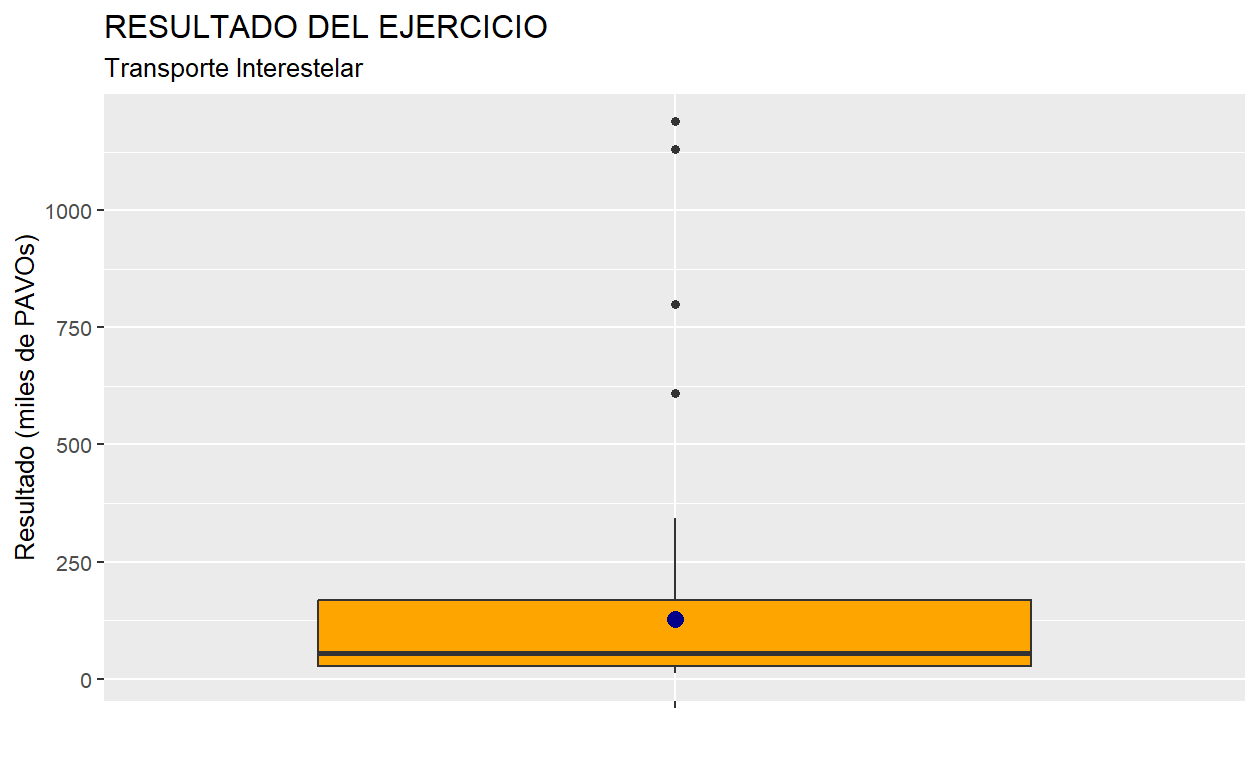 RESULTADO DEL EJERCICIO
Transporte Interestelar
Resultado (miles de PAVOs)
1000
750
500
250
0